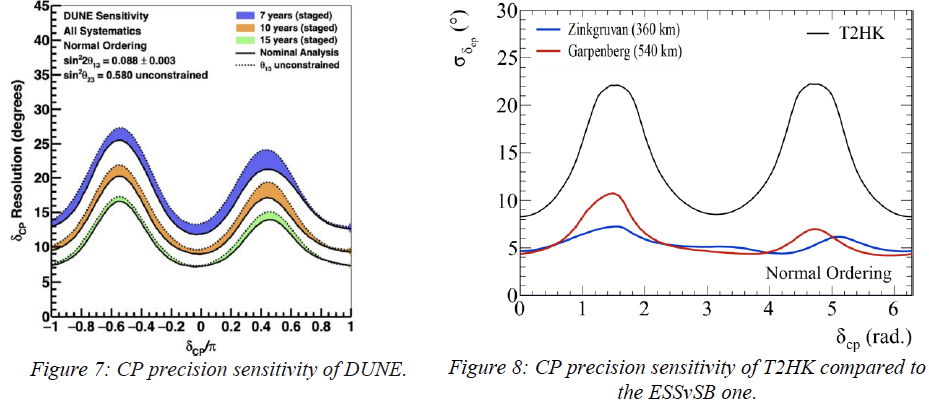 DUNE Sensitivity
All Systematics
Normal Ordering
sin²2θ₁₃ = 0.088 ± 0.003
sin²θ₂₃ = 0.580 unconstrained
7 years (staged)
10 years (staged)
15 years (staged)
Nominal Analysis
θ₁₃ unconstrained
δCP Resolution (degrees)
45
40
35
30
25
20
15
10
5
0
−1 −0.8 −0.6 −0.4 −0.2 0 0.2 0.4 0.6 0.8 1
δCP/π
Figure 7: CP precision sensitivity of DUNE.
σδcp (°)
Zinkgruvan (360 km)
Garpenberg (540 km)
T2HK
30
25
20
15
10
5
0
Normal Ordering
0 1 2 3 4 5 6
δcp (rad.)
Figure 8: CP precision sensitivity of T2HK compared to
the ESSνSB one.